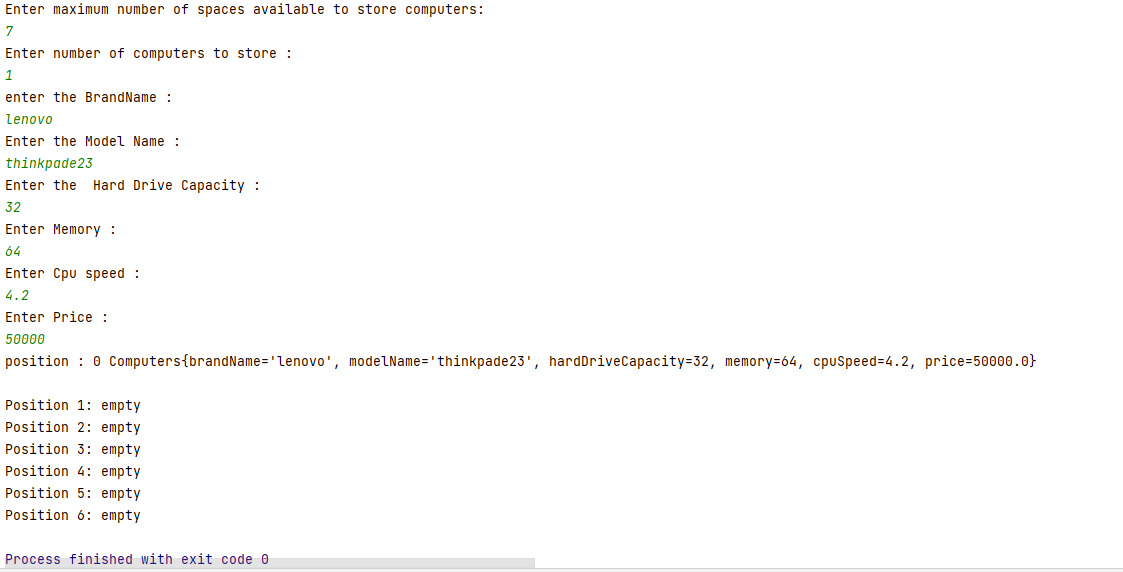 Enter maximum number of spaces available to store computers:
7
Enter number of computers to store :
1
enter the BrandName :
lenovo
Enter the Model Name :
thinkpade23
Enter the  Hard Drive Capacity :
32
Enter Memory :
64
Enter Cpu speed :
4.2
Enter Price :
50000
position : 0 Computers{brandName='lenovo', modelName='thinkpade23', hardDriveCapacity=32, memory=64, cpuSpeed=4.2, price=50000.0}
Position 1: empty
Position 2: empty
Position 3: empty
Position 4: empty
Position 5: empty
Position 6: empty
Process finished with exit code 0